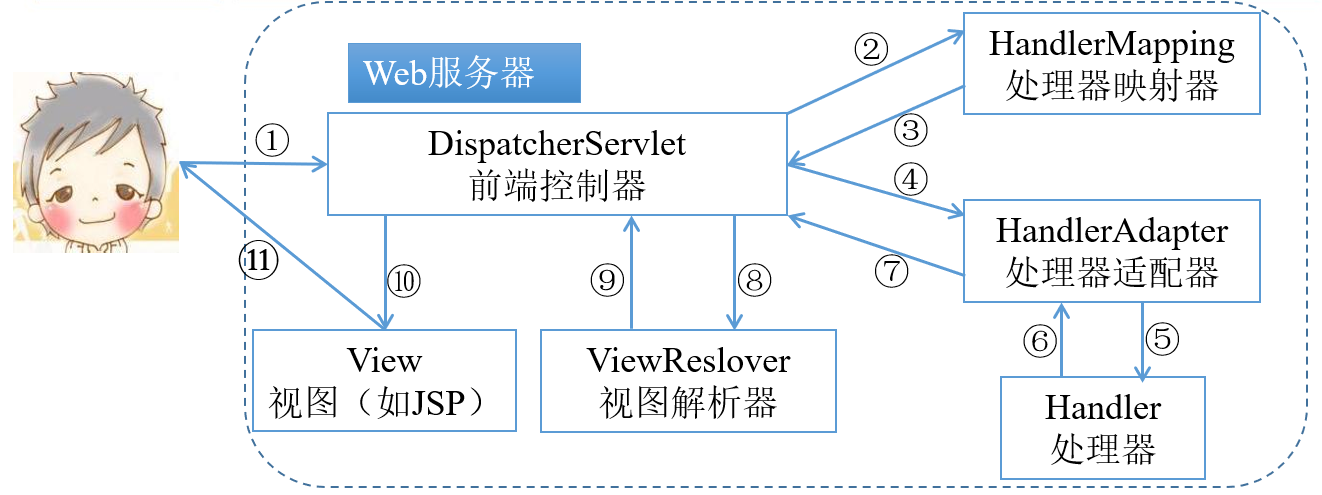 Web服务器
②
HandlerMapping
处理器映射器
①
DispatcherServlet
前端控制器
③
④
HandlerAdapter
处理器适配器
⑪
⑩
⑨
⑧
⑦
View
视图（如JSP）
ViewReslover
视图解析器
⑥
⑤
Handler
处理器